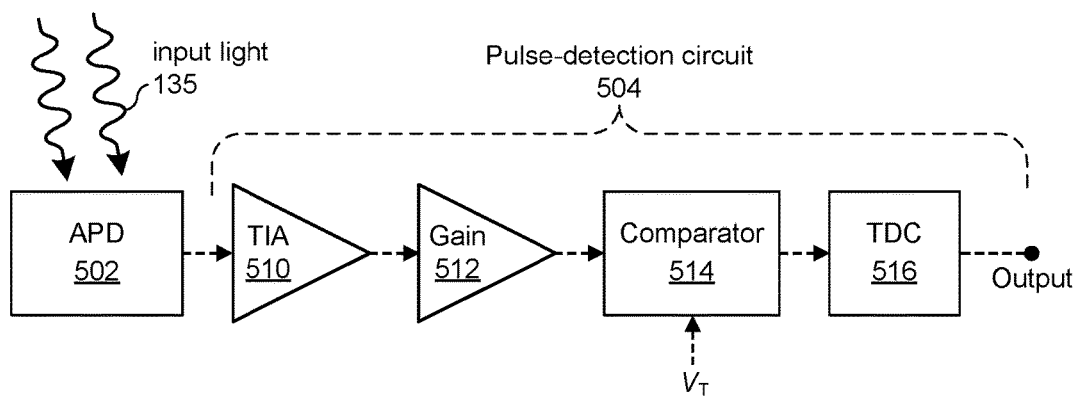 input light
135
Pulse-detection circuit
504
APD
502
TIA
510
Gain
512
Comparator
514
TDC
516
Output
VT